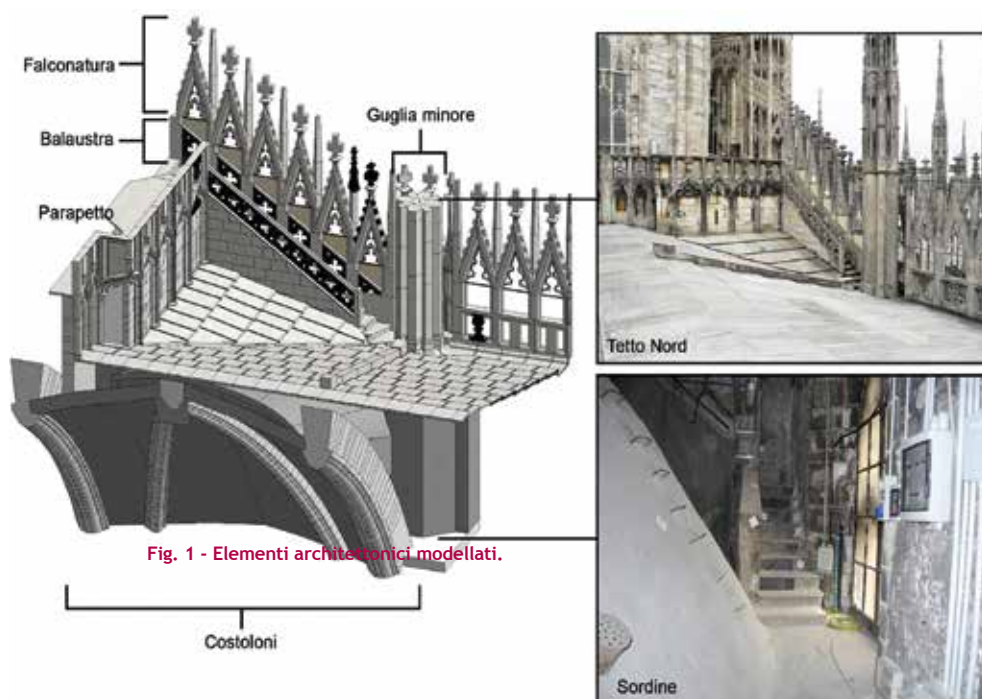 Falconatura
Balaustra
Parapetto
Guglia minore
Tetto Nord
Fig. 1 - Elementi architettonici modellati.
Costoloni
Sordine